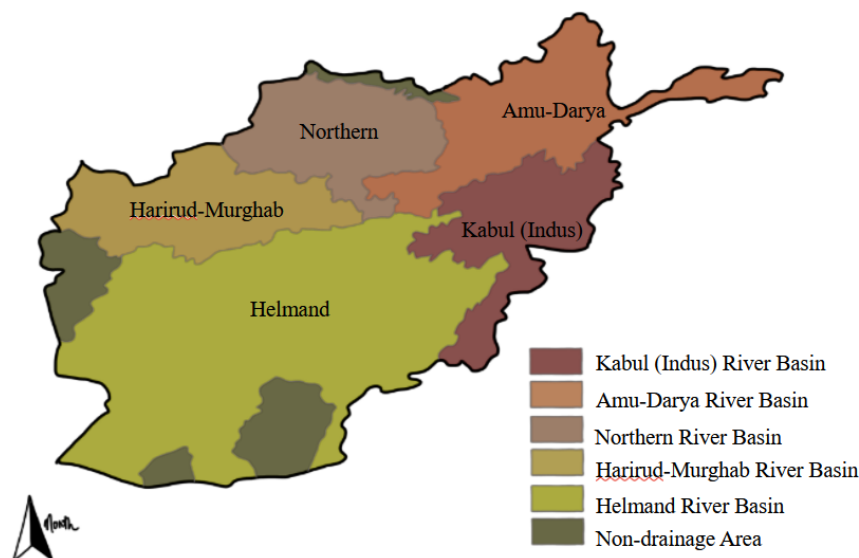 Amu-Darya
Northern
Harirud-Murghab
Kabul (Indus)
Helmand
Kabul (Indus) River Basin
Amu-Darya River Basin
Northern River Basin
Harirud-Murghab River Basin
Helmand River Basin
Non-drainage Area
North